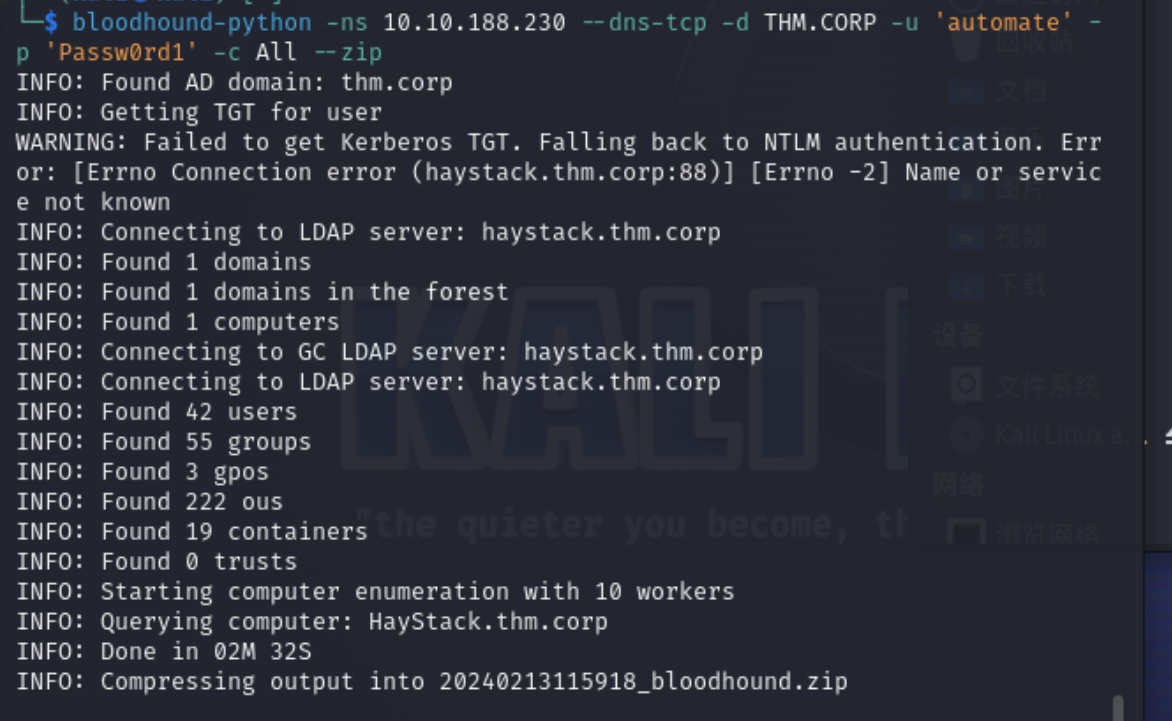 └─$ bloodhound-python -ns 10.10.188.230 --dns-tcp -d THM.CORP -u 'automate' -
p 'Passw0rd1' -c All --zip
INFO: Found AD domain: thm.corp
INFO: Getting TGT for user
WARNING: Failed to get Kerberos TGT. Falling back to NTLM authentication. Err
or: [Errno Connection error (haystack.thm.corp:88)] [Errno -2] Name or servic
e not known
INFO: Connecting to LDAP server: haystack.thm.corp
INFO: Found 1 domains
INFO: Found 1 domains in the forest
INFO: Found 1 computers
INFO: Connecting to GC LDAP server: haystack.thm.corp
INFO: Connecting to LDAP server: haystack.thm.corp
INFO: Found 42 users
INFO: Found 55 groups
INFO: Found 3 gpos
INFO: Found 222 ous
INFO: Found 19 containers
INFO: Found 0 trusts
INFO: Starting computer enumeration with 10 workers
INFO: Querying computer: HayStack.thm.corp
INFO: Done in 02M 32S
INFO: Compressing output into 20240213115918_bloodhound.zip
KALI
"the quieter you become, th
回收站
文档
图片
视频
下载
设备
文件系统
Kali Linux a...
网络
浏览网络